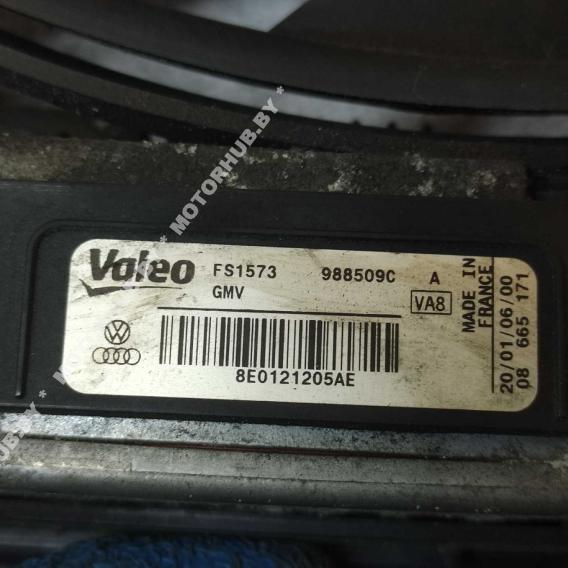 Valeo FS1573 988509C A
GMV VA8
8E0121205AE
MADE IN
FRANCE
20/01/06/00
08 665 171
* MOTORHUB.BY *